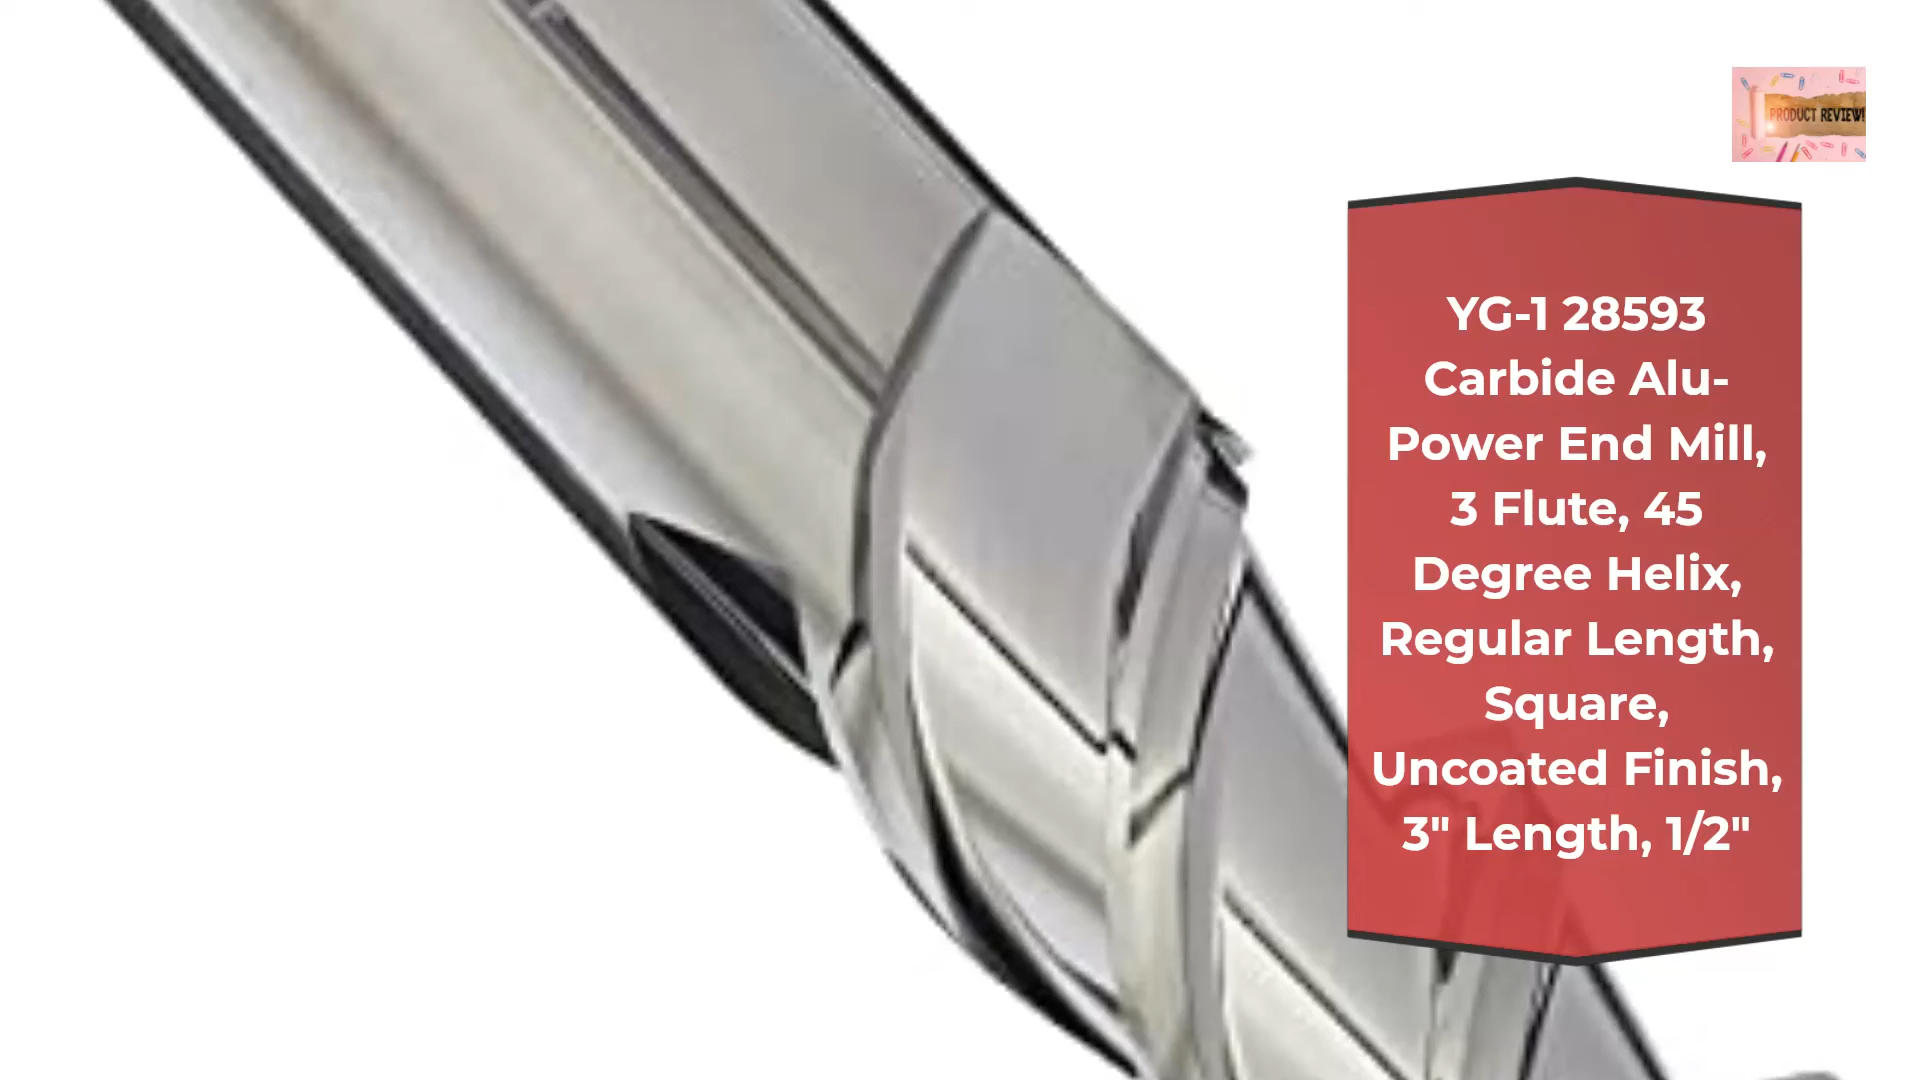 PRODUCT REVIEW!
YG-1 28593
Carbide Alu-
Power End Mill,
3 Flute, 45
Degree Helix,
Regular Length,
Square,
Uncoated Finish,
3" Length, 1/2"